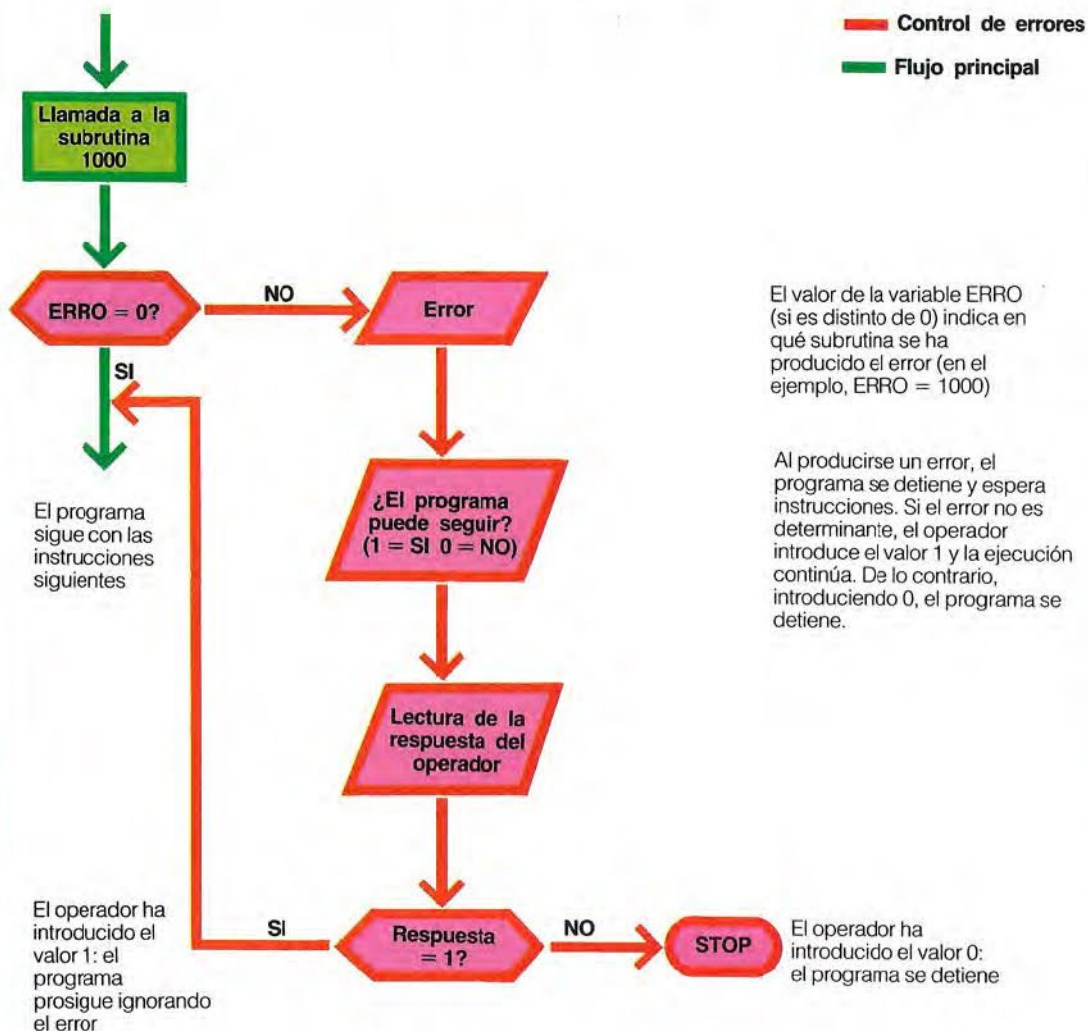 Control de errores
Flujo principal
Llamada a la
subrutina
1000
ERRO = 0?
NO
Error
SI
El programa
sigue con las
instrucciones
siguientes
El valor de la variable ERRO
(si es distinto de 0) indica en
qué subrutina se ha
producido el error (en el
ejemplo, ERRO = 1000)
¿El programa
puede seguir?
(1 = SI 0 = NO)
Al producirse un error, el
programa se detiene y espera
instrucciones. Si el error no es
determinante, el operador
introduce el valor 1 y la ejecución
continúa. De lo contrario,
introduciendo 0, el programa se
detiene.
Lectura de la
respuesta del
operador
El operador ha
introducido el
valor 1: el
programa
prosigue ignorando
el error
SI
Respuesta
= 1?
NO
STOP
El operador ha
introducido el valor 0:
el programa se detiene